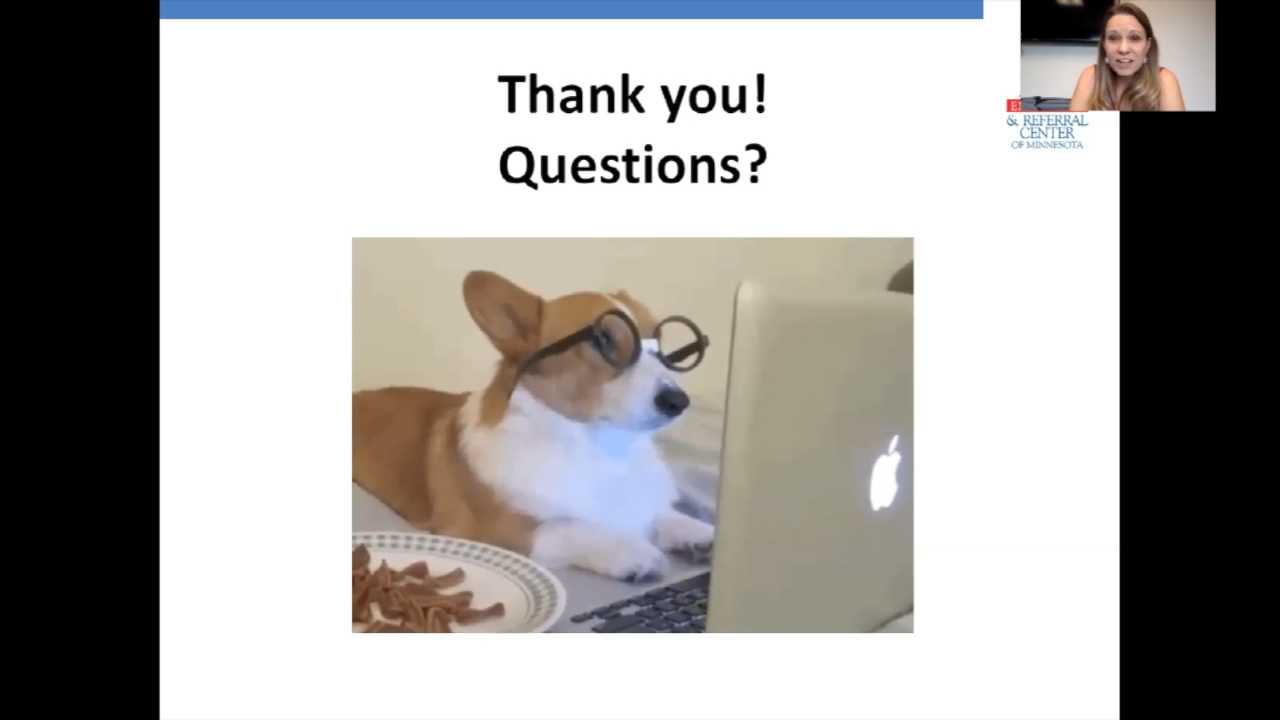 Thank you!
Questions?
& REFERRAL
CENTER
OF MINNESOTA